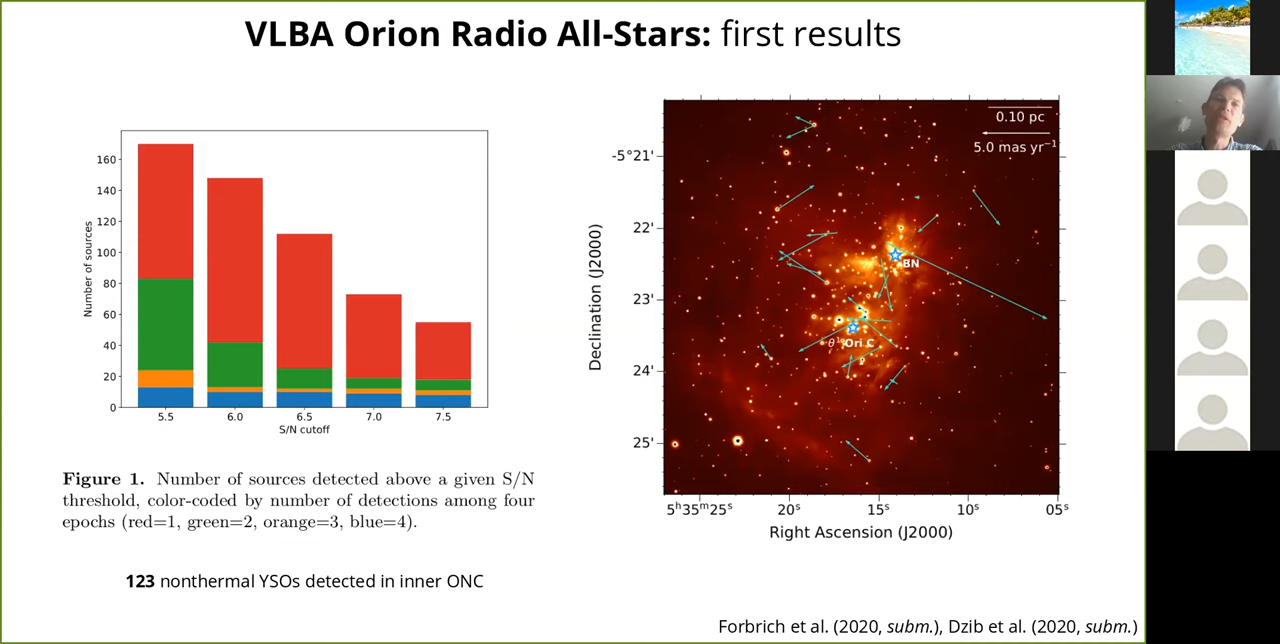 VLBA Orion Radio All-Stars: first results
160
140
120
100
80
60
40
20
0
Number of sources
5.5 6.0 6.5 7.0 7.5
S/N cutoff
Figure 1. Number of sources detected above a given S/N
threshold, color-coded by number of detections among four
epochs (red=1, green=2, orange=3, blue=4).
123 nonthermal YSOs detected in inner ONC
0.10 pc
5.0 mas yr⁻¹
-5°21'
22'
23'
24'
25'
Declination (J2000)
BN
θ¹ Ori C
5ʰ35ᵐ25ˢ 20ˢ 15ˢ 10ˢ 05ˢ
Right Ascension (J2000)
Forbrich et al. (2020, subm.), Dzib et al. (2020, subm.)